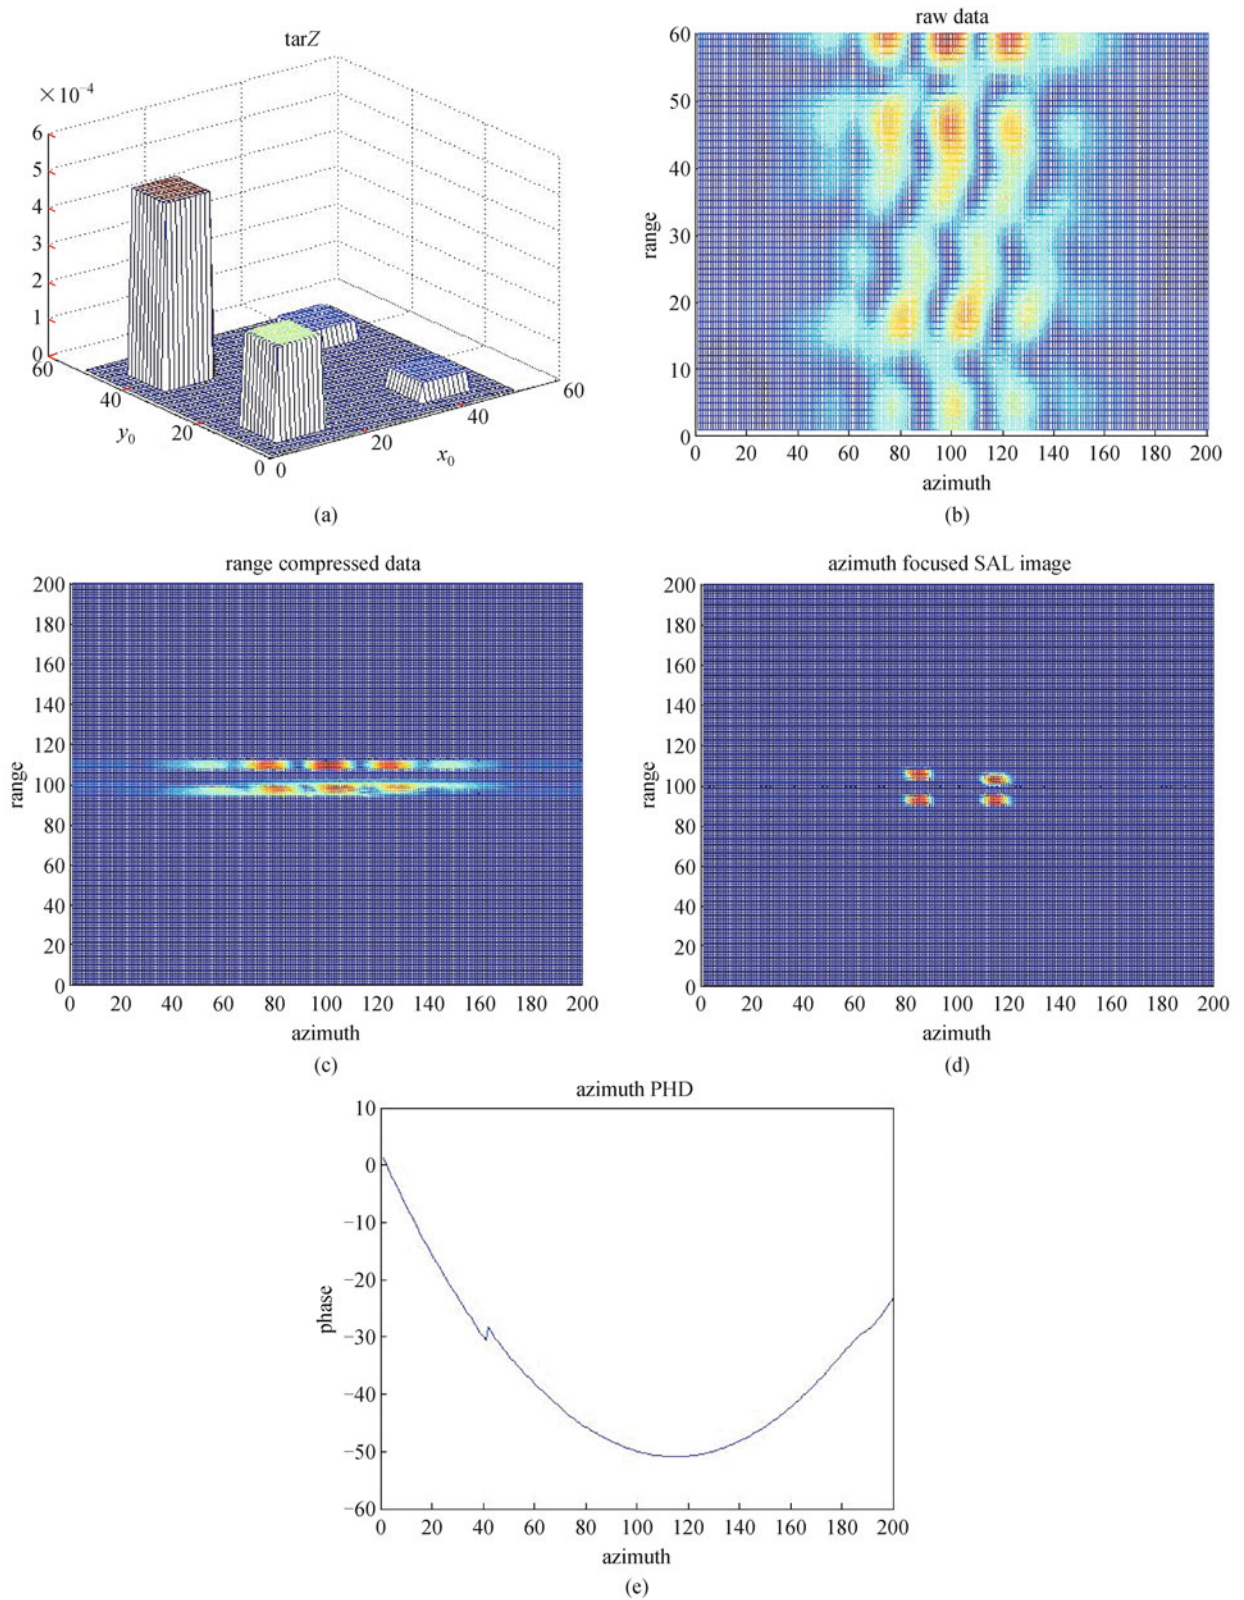 tarZ
×10⁻⁴
6
5
4
3
2
1
0
60
40
20
0
y₀
0
20
40
60
x₀
(a)
raw data
60
50
40
30
20
10
0
range
0 20 40 60 80 100 120 140 160 180 200
azimuth
(b)
range compressed data
200
180
160
140
120
100
80
60
40
20
0
range
0 20 40 60 80 100 120 140 160 180 200
azimuth
(c)
azimuth focused SAL image
200
180
160
140
120
100
80
60
40
20
0
range
0 20 40 60 80 100 120 140 160 180 200
azimuth
(d)
azimuth PHD
10
0
−10
−20
−30
−40
−50
−60
phase
0 20 40 60 80 100 120 140 160 180 200
azimuth
(e)